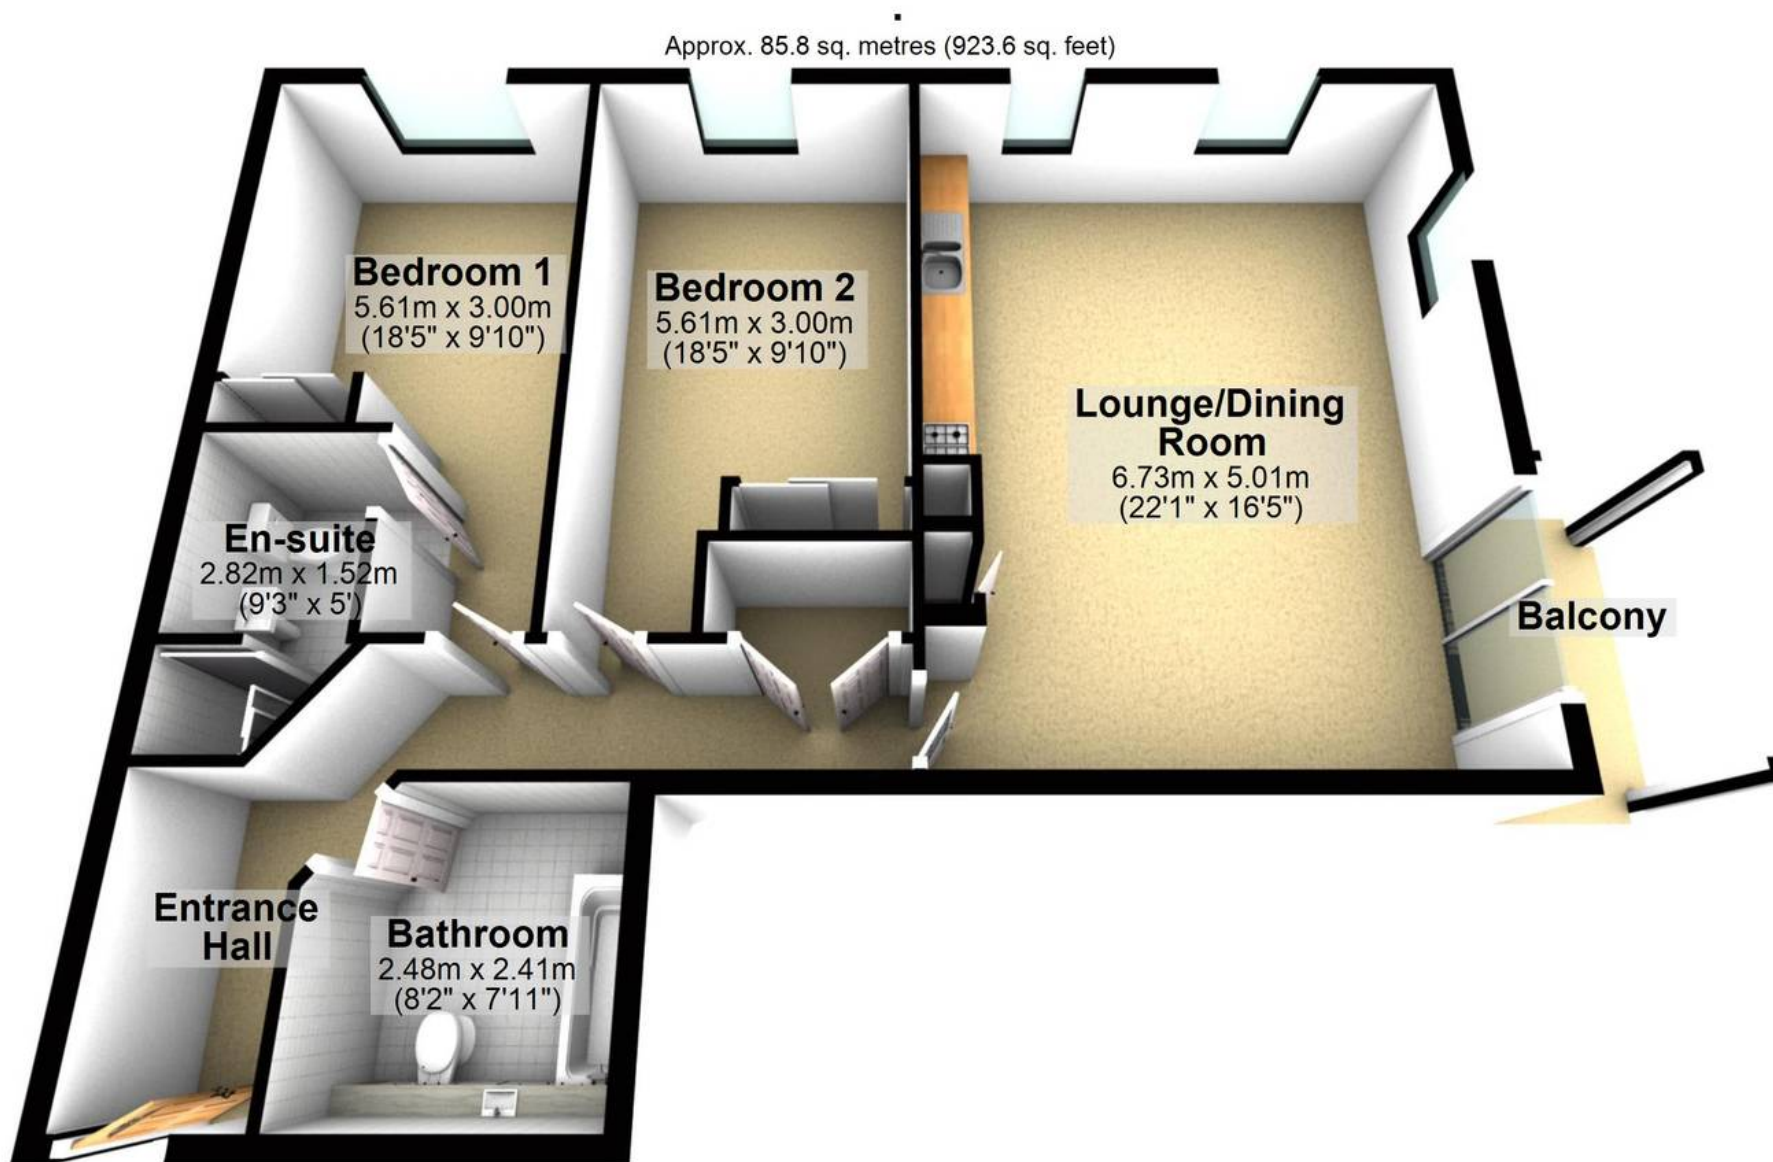 Approx. 85.8 sq. metres (923.6 sq. feet)
Bedroom 1
5.61m x 3.00m
(18'5" x 9'10")
Bedroom 2
5.61m x 3.00m
(18'5" x 9'10")
Lounge/Dining
Room
6.73m x 5.01m
(22'1" x 16'5")
En-suite
2.82m x 1.52m
(9'3" x 5')
Balcony
Entrance
Hall
Bathroom
2.48m x 2.41m
(8'2" x 7'11")